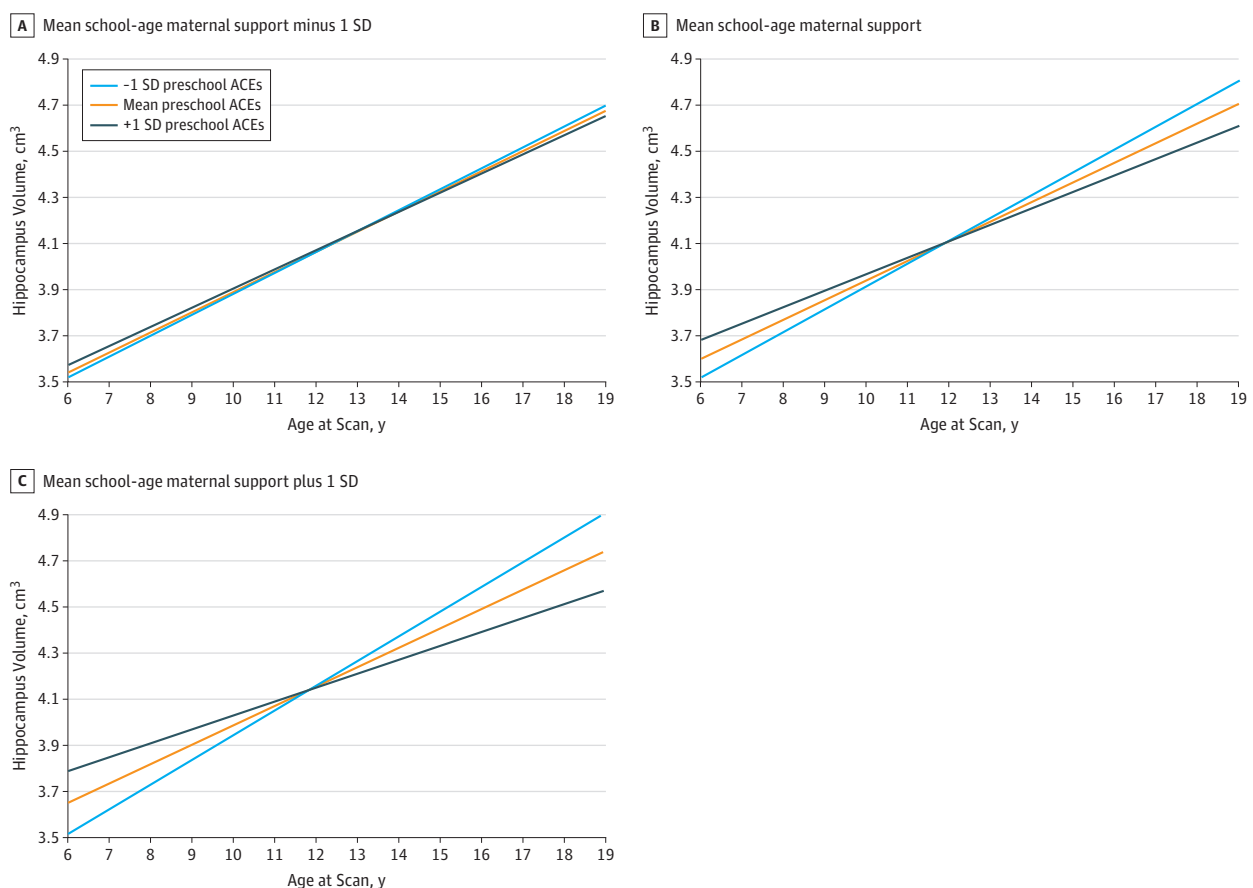 A Mean school-age maternal support minus 1 SD
4.9
4.7
4.5
4.3
4.1
3.9
3.7
3.5
Hippocampus Volume, cm³
–1 SD preschool ACEs
Mean preschool ACEs
+1 SD preschool ACEs
6 7 8 9 10 11 12 13 14 15 16 17 18 19
Age at Scan, y
B Mean school-age maternal support
4.9
4.7
4.5
4.3
4.1
3.9
3.7
3.5
Hippocampus Volume, cm³
6 7 8 9 10 11 12 13 14 15 16 17 18 19
Age at Scan, y
C Mean school-age maternal support plus 1 SD
4.9
4.7
4.5
4.3
4.1
3.9
3.7
3.5
Hippocampus Volume, cm³
6 7 8 9 10 11 12 13 14 15 16 17 18 19
Age at Scan, y